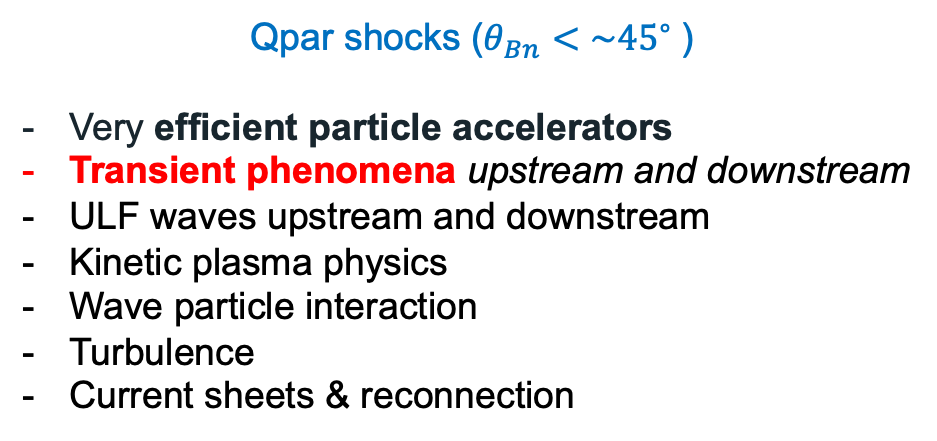 Qpar shocks (θ_Bn < ~45° )
- Very efficient particle accelerators
- Transient phenomena upstream and downstream
- ULF waves upstream and downstream
- Kinetic plasma physics
- Wave particle interaction
- Turbulence
- Current sheets & reconnection